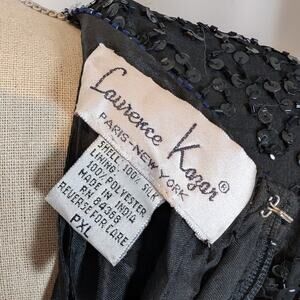 Laurence Kazar®
PARIS-NEW YORK
SHELL: 100% SILK
LINING:
100% POLYESTER
MADE IN INDIA
RN 84368
REVERSE FOR CARE
PXL